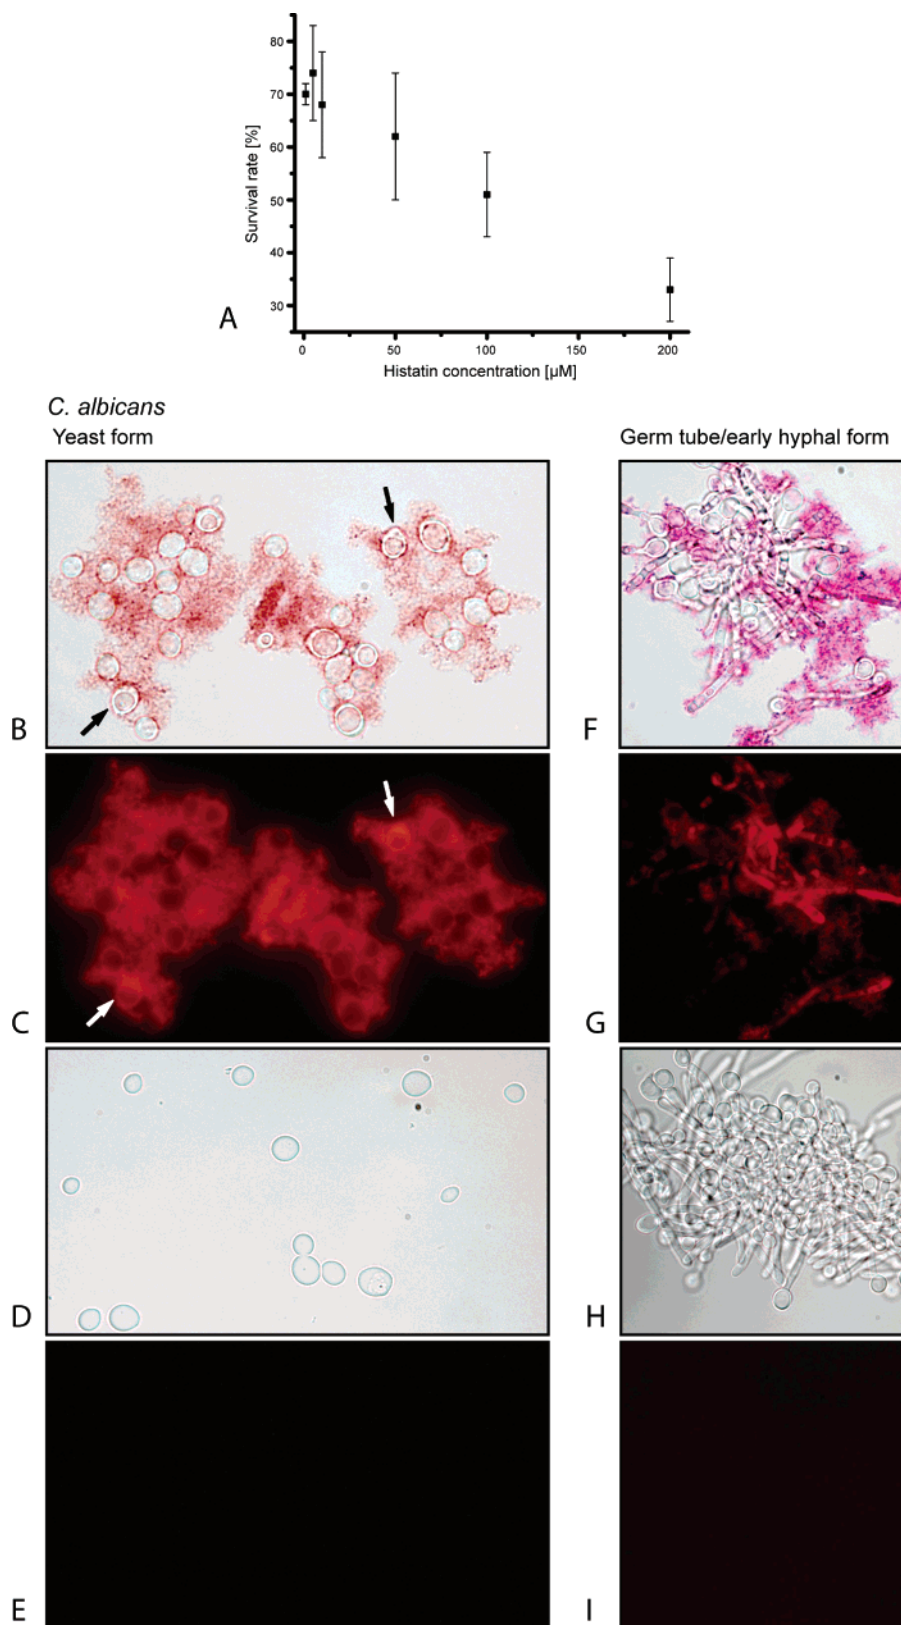 80
70
60
50
40
30
Survival rate [%]
0 50 100 150 200
Histatin concentration [µM]
A
C. albicans
Yeast form
Germ tube/early hyphal form
B
F
C
G
D
H
E
I